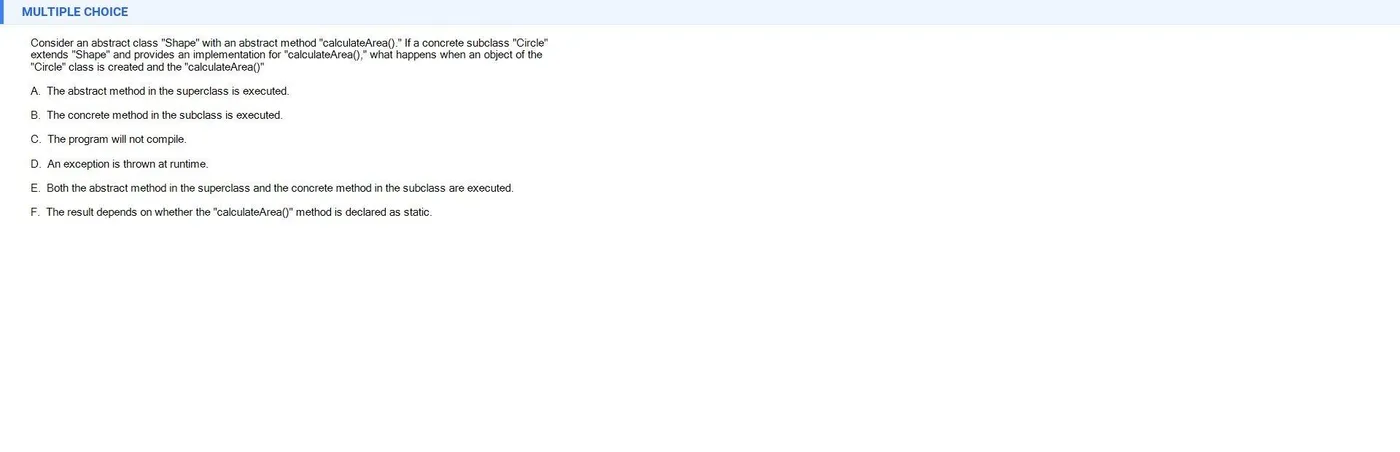 MULTIPLE CHOICE
Consider an abstract class "Shape" with an abstract method "calculateArea()." If a concrete subclass "Circle"
extends "Shape" and provides an implementation for "calculateArea()," what happens when an object of the
"Circle" class is created and the "calculateArea()"
A. The abstract method in the superclass is executed.
B. The concrete method in the subclass is executed.
C. The program will not compile.
D. An exception is thrown at runtime.
E. Both the abstract method in the superclass and the concrete method in the subclass are executed.
F. The result depends on whether the "calculateArea()" method is declared as static.